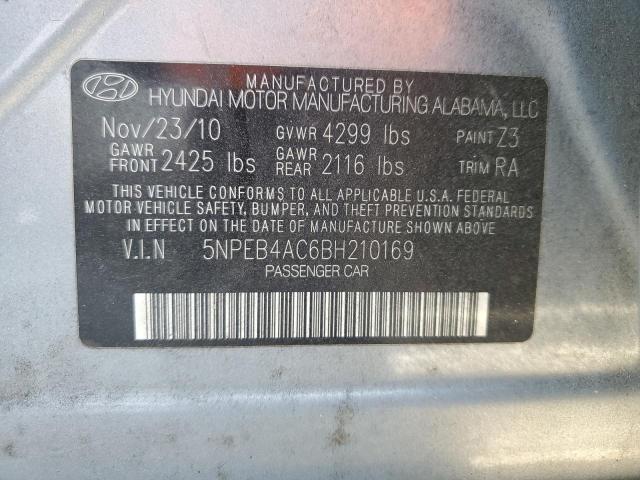 MANUFACTURED BY
HYUNDAI MOTOR MANUFACTURING ALABAMA, LLC
Nov/23/10 GVWR 4299 lbs PAINT Z3
GAWR FRONT 2425 lbs GAWR REAR 2116 lbs TRIM RA
THIS VEHICLE CONFORMS TO ALL APPLICABLE U.S.A. FEDERAL
MOTOR VEHICLE SAFETY, BUMPER, AND THEFT PREVENTION STANDARDS
IN EFFECT ON THE DATE OF MANUFACTURE SHOWN ABOVE
V.I.N 5NPEB4AC6BH210169
PASSENGER CAR